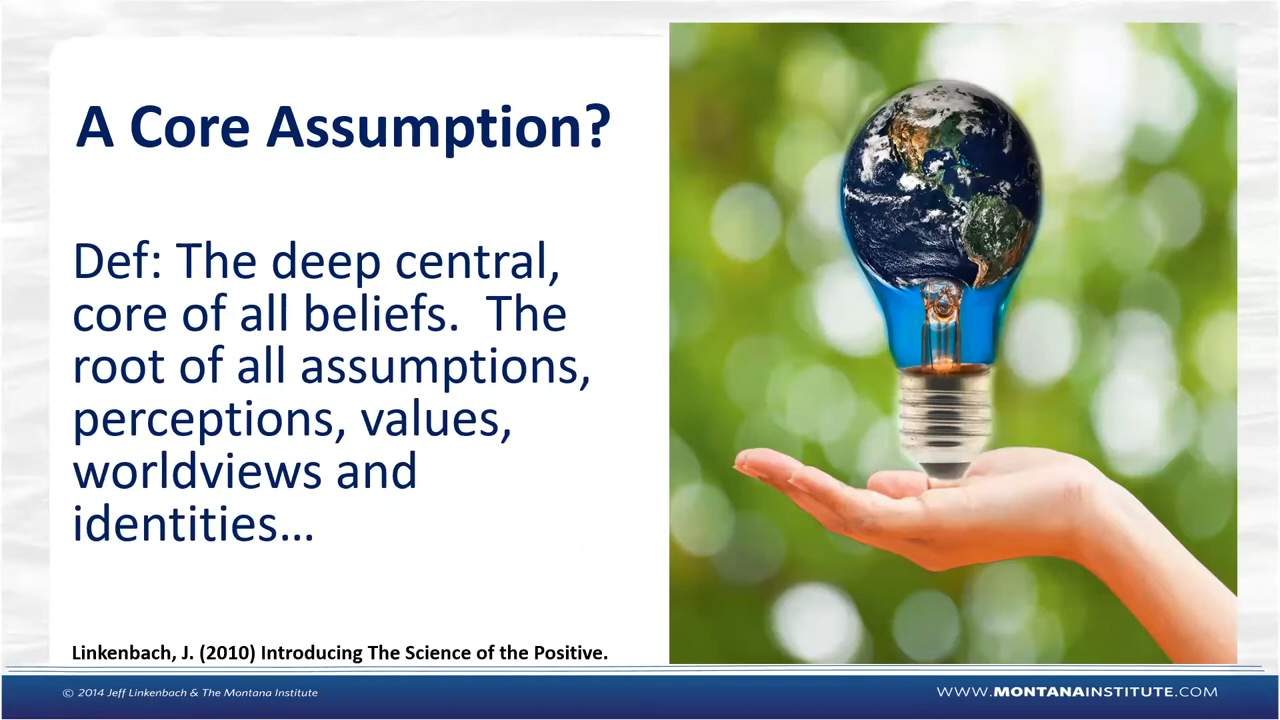 A Core Assumption?
Def: The deep central,
core of all beliefs.  The
root of all assumptions,
perceptions, values,
worldviews and
identities…
Linkenbach, J. (2010) Introducing The Science of the Positive.
© 2014 Jeff Linkenbach & The Montana Institute
WWW.MONTANAINSTITUTE.COM